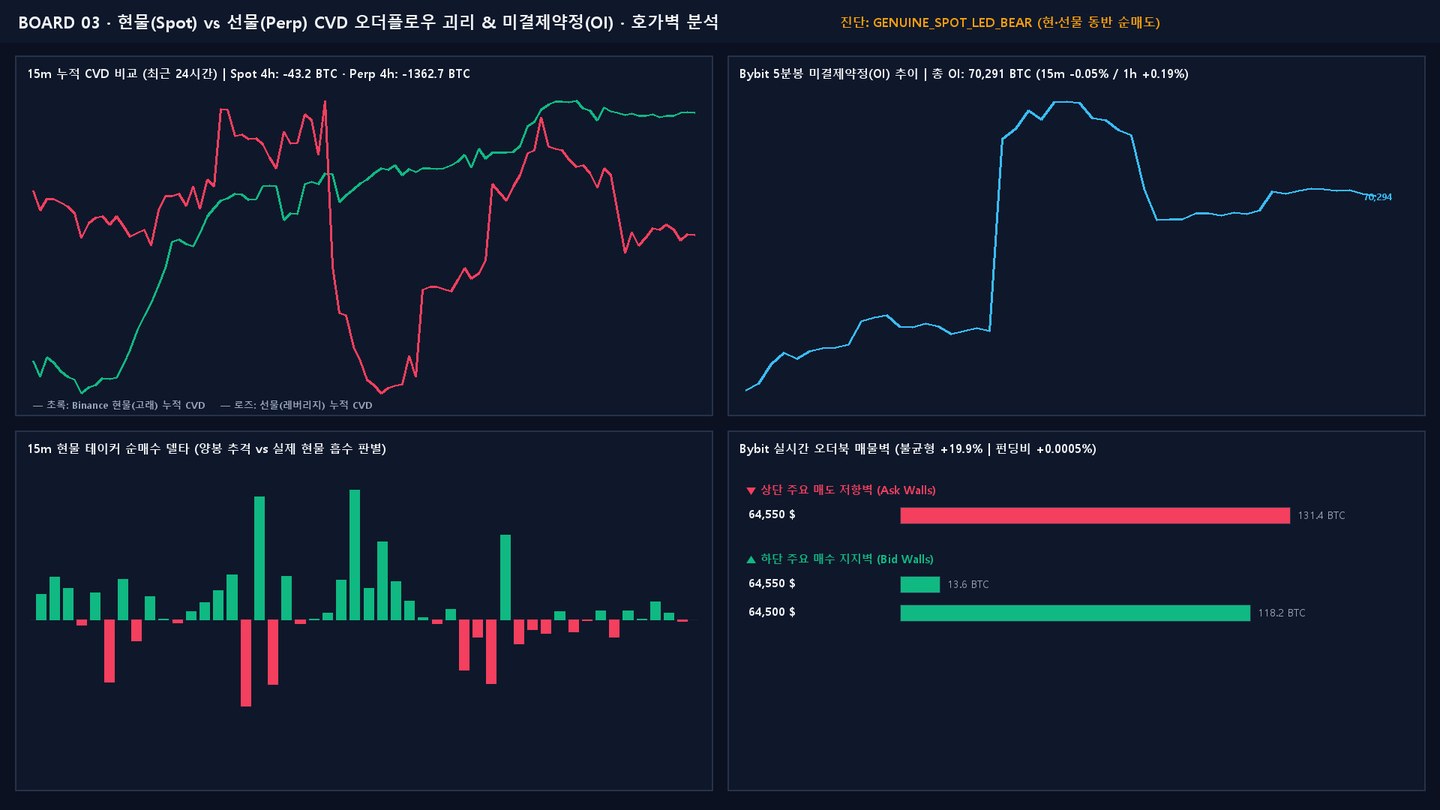 BOARD 03 · 현물(Spot) vs 선물(Perp) CVD 오더플로우 괴리 & 미결제약정(OI) · 호가벽 분석
진단: GENUINE_SPOT_LED_BEAR (현·선물 동반 순매도)
15m 누적 CVD 비교 (최근 24시간) | Spot 4h: -43.2 BTC · Perp 4h: -1362.7 BTC
— 초록: Binance 현물(고래) 누적 CVD — 로즈: 선물(레버리지) 누적 CVD
Bybit 5분봉 미결제약정(OI) 추이 | 총 OI: 70,291 BTC (15m -0.05% / 1h +0.19%)
70,294
15m 현물 테이커 순매수 델타 (양봉 추격 vs 실제 현물 흡수 판별)
Bybit 실시간 오더북 매물벽 (불균형 +19.9% | 펀딩비 +0.0005%)
▼ 상단 주요 매도 저항벽 (Ask Walls)
64,550 $ 131.4 BTC
▲ 하단 주요 매수 지지벽 (Bid Walls)
64,550 $ 13.6 BTC
64,500 $ 118.2 BTC